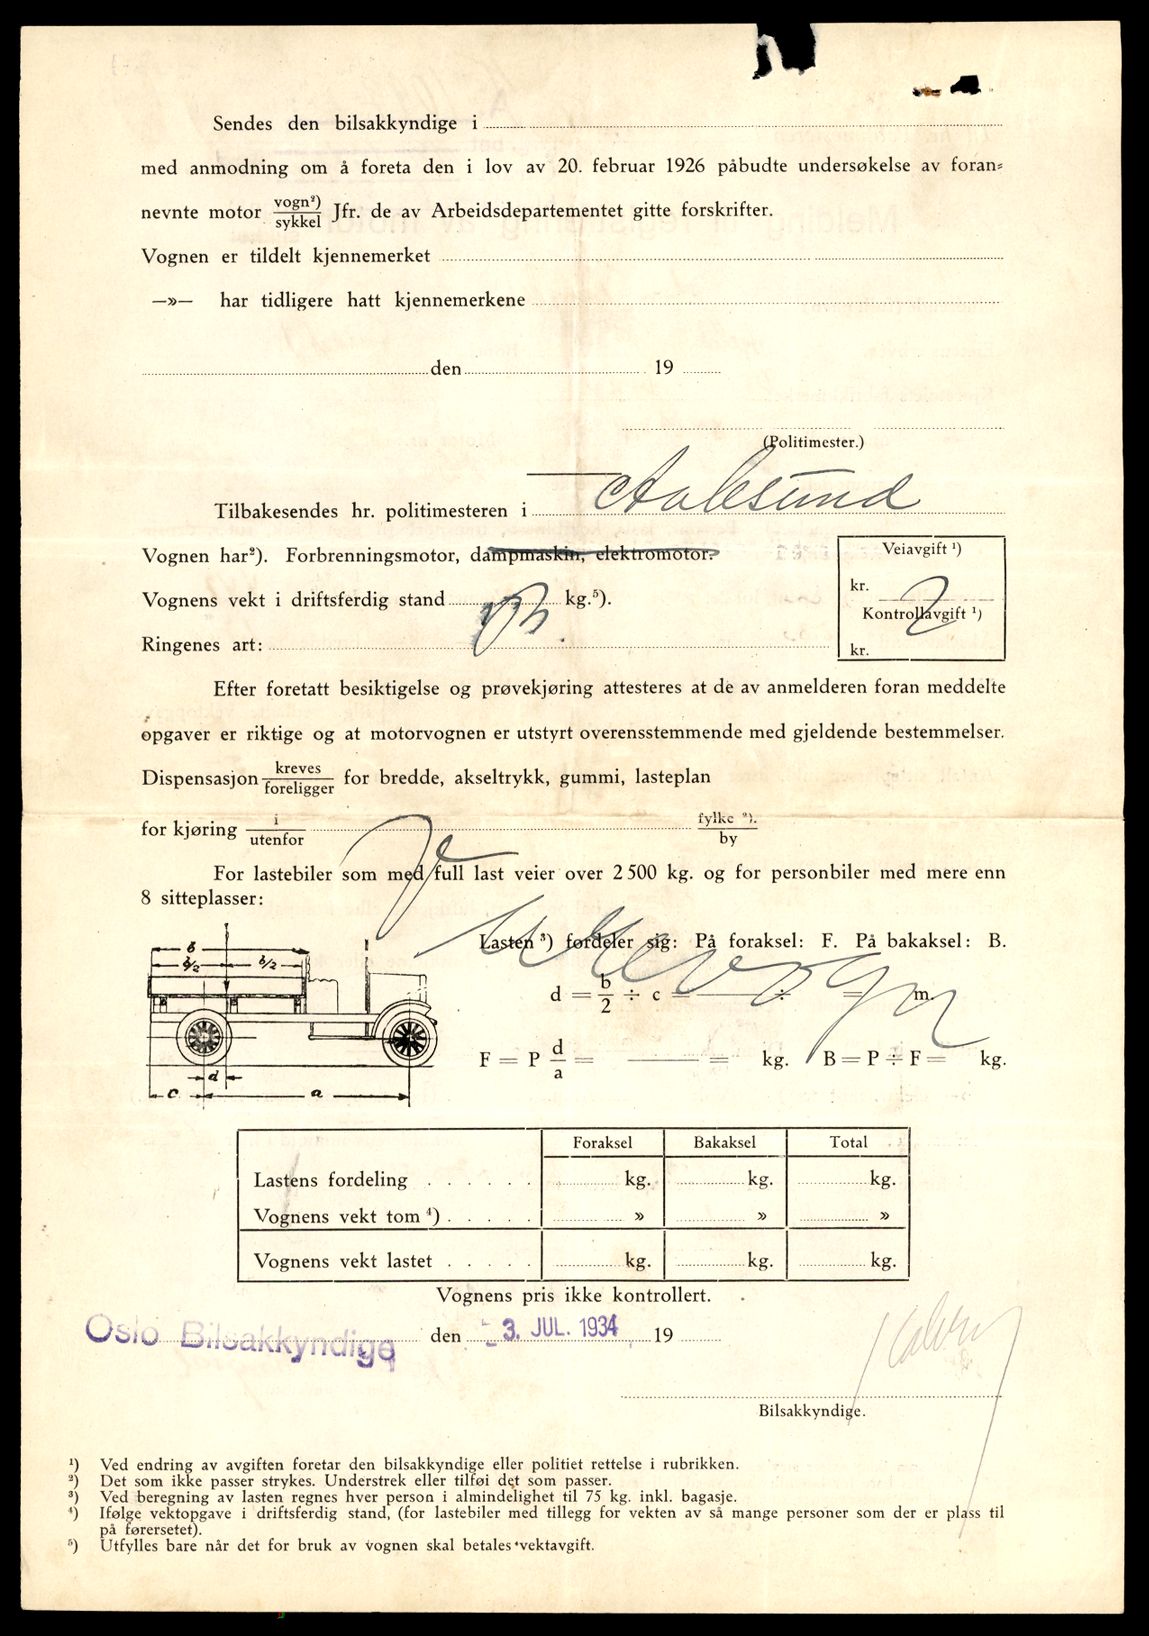 Sendes den bilsakkyndige i
med anmodning om å foreta den i lov av 20. februar 1926 påbudte undersøkelse av foran=
nevnte motor vogn²)/sykkel Jfr. de av Arbeidsdepartementet gitte forskrifter.
Vognen er tildelt kjennemerket
—»— har tidligere hatt kjennemerkene
den 19
(Politimester.)
Tilbakesendes hr. politimesteren i Aalesund
Vognen har²). Forbrenningsmotor, dampmaskin, elektromotor.
Vognens vekt i driftsferdig stand kg.⁵).
Ringenes art:
Veiavgift ¹)
kr.
Kontrollavgift ¹)
kr.
Efter foretatt besiktigelse og prøvekjøring attesteres at de av anmelderen foran meddelte
opgaver er riktige og at motorvognen er utstyrt overensstemmende med gjeldende bestemmelser.
Dispensasjon kreves/foreligger for bredde, akseltrykk, gummi, lasteplan
for kjøring i/utenfor fylke ²)./by
For lastebiler som med full last veier over 2500 kg. og for personbiler med mere enn
8 sitteplasser:
b
b/2 b/2
d
c a
Lasten ³) fordeler sig: På foraksel: F. På bakaksel: B.
d = b/2 ÷ c = ÷ = m.
F = P d/a = = kg. B = P ÷ F = kg.
Foraksel Bakaksel Total
Lastens fordeling . . . . . . kg. kg. kg.
Vognens vekt tom ⁴) . . . . . » » »
Vognens vekt lastet . . . . . kg. kg. kg.
Vognens pris ikke kontrollert.
Oslo Bilsakkyndige den 3. JUL. 1934 19
Bilsakkyndige.
¹) Ved endring av avgiften foretar den bilsakkyndige eller politiet rettelse i rubrikken.
²) Det som ikke passer strykes. Understrek eller tilføi det som passer.
³) Ved beregning av lasten regnes hver person i almindelighet til 75 kg. inkl. bagasje.
⁴) Ifølge vektopgave i driftsferdig stand, (for lastebiler med tillegg for vekten av så mange personer som der er plass til
på førersetet).
⁵) Utfylles bare når det for bruk av vognen skal betales vektavgift.